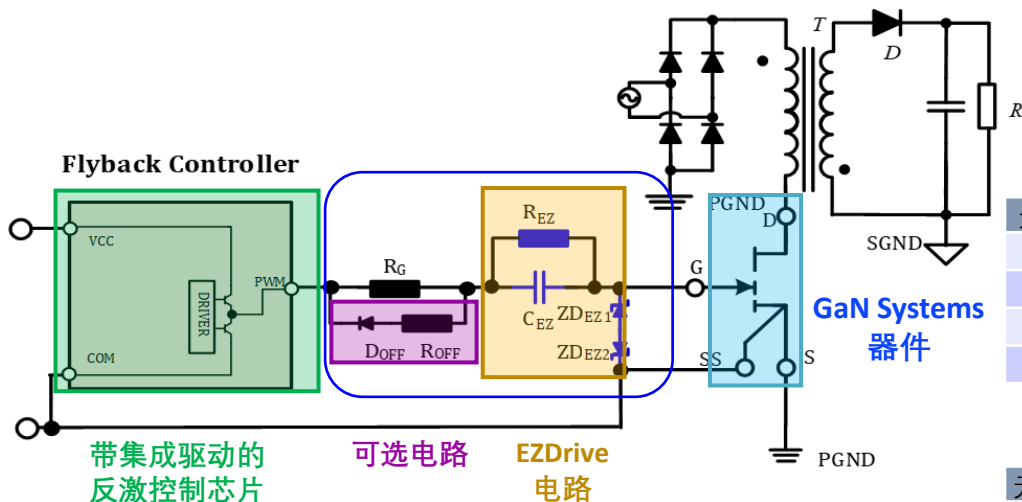 T
D
R
Flyback Controller
PGND
D
REZ
VCC
SGND
RG
G
PWM
DRIVER
CEZ
ZDEZ1
GaN Systems
器件
COM
DOFF
ROFF
ZDEZ2
SS
S
带集成驱动的
反激控制芯片
可选电路
EZDrive
电路
PGND